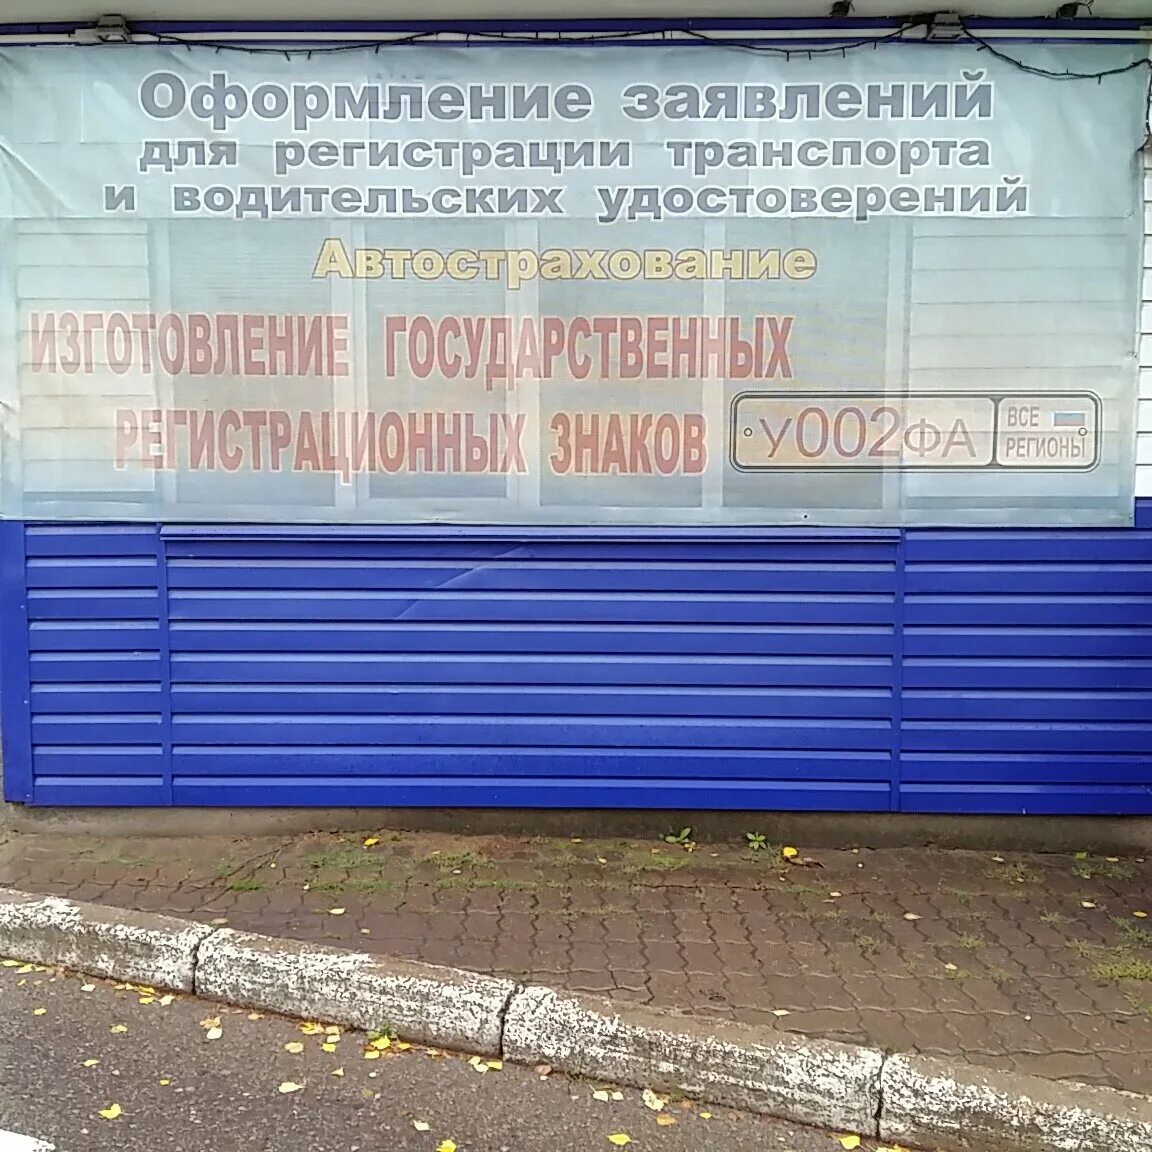 Оформление заявлений
для регистрации транспорта
и водительских удостоверений
Автострахование
ИЗГОТОВЛЕНИЕ ГОСУДАРСТВЕННЫХ
РЕГИСТРАЦИОННЫХ ЗНАКОВ
У002ФА ВСЕ
РЕГИОНЫ